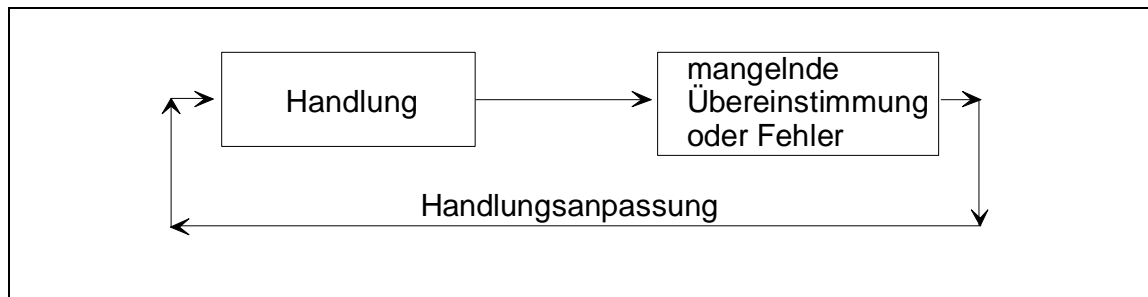 Handlung
mangelnde
Übereinstimmung
oder Fehler
Handlungsanpassung